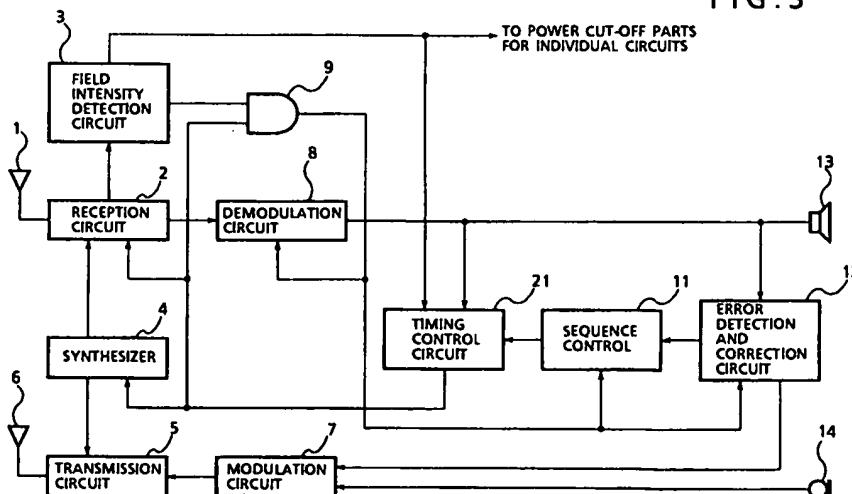 FIG. 3
TO POWER CUT-OFF PARTS
FOR INDIVIDUAL CIRCUITS
3
FIELD
INTENSITY
DETECTION
CIRCUIT
9
1
2
RECEPTION
CIRCUIT
8
DEMODULATION
CIRCUIT
13
4
SYNTHESIZER
21
TIMING
CONTROL
CIRCUIT
11
SEQUENCE
CONTROL
ERROR
DETECTION
AND
CORRECTION
CIRCUIT
6
5
TRANSMISSION
CIRCUIT
7
MODULATION
CIRCUIT
14